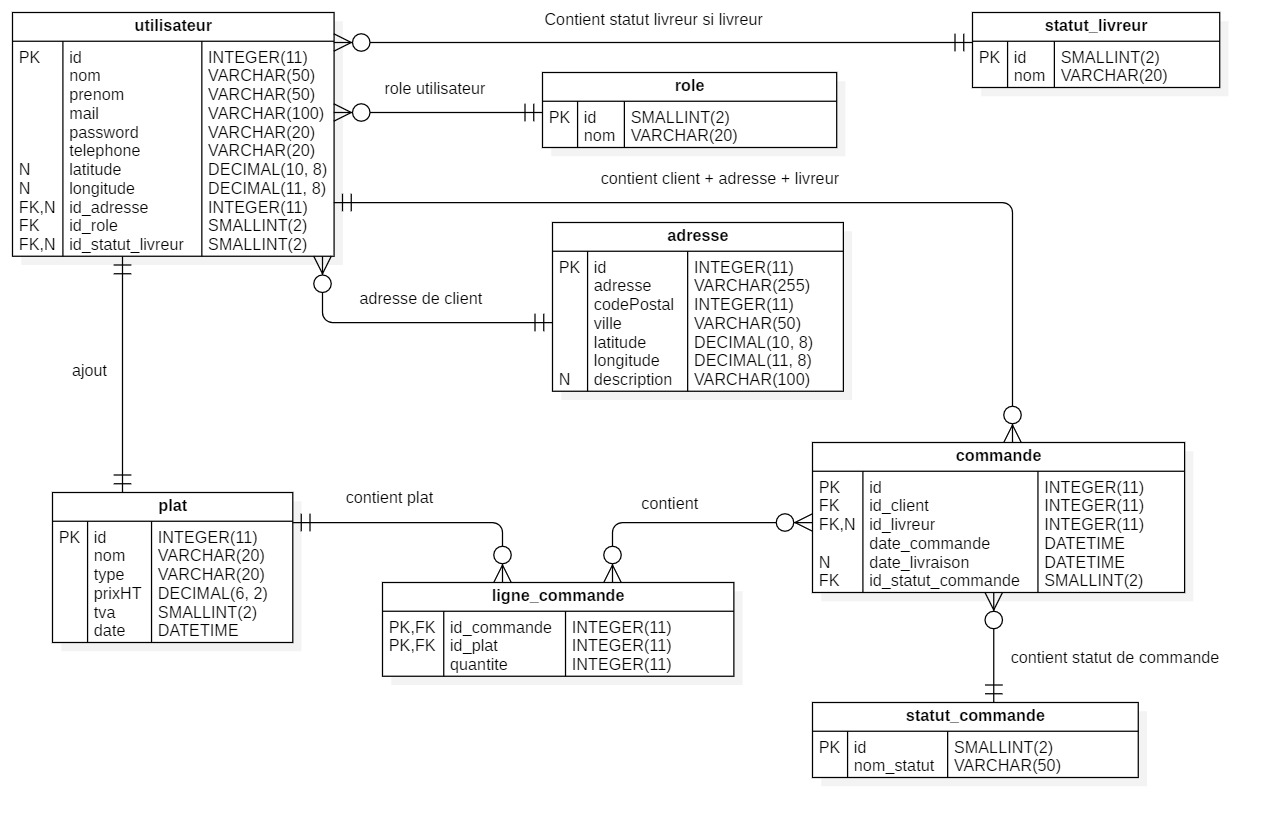 Contient statut livreur si livreur
utilisateur
PK id INTEGER(11)
nom VARCHAR(50)
prenom VARCHAR(50)
mail VARCHAR(100)
password VARCHAR(20)
telephone VARCHAR(20)
N latitude DECIMAL(10, 8)
N longitude DECIMAL(11, 8)
FK,N id_adresse INTEGER(11)
FK id_role SMALLINT(2)
FK,N id_statut_livreur SMALLINT(2)
statut_livreur
PK id SMALLINT(2)
nom VARCHAR(20)
role utilisateur
role
PK id SMALLINT(2)
nom VARCHAR(20)
contient client + adresse + livreur
adresse
PK id INTEGER(11)
adresse VARCHAR(255)
codePostal INTEGER(11)
ville VARCHAR(50)
latitude DECIMAL(10, 8)
longitude DECIMAL(11, 8)
N description VARCHAR(100)
adresse de client
ajout
commande
PK id INTEGER(11)
FK id_client INTEGER(11)
FK,N id_livreur INTEGER(11)
date_commande DATETIME
N date_livraison DATETIME
FK id_statut_commande SMALLINT(2)
plat
PK id INTEGER(11)
nom VARCHAR(20)
type VARCHAR(20)
prixHT DECIMAL(6, 2)
tva SMALLINT(2)
date DATETIME
contient plat
contient
ligne_commande
PK,FK id_commande INTEGER(11)
PK,FK id_plat INTEGER(11)
quantite INTEGER(11)
contient statut de commande
statut_commande
PK id SMALLINT(2)
nom_statut VARCHAR(50)